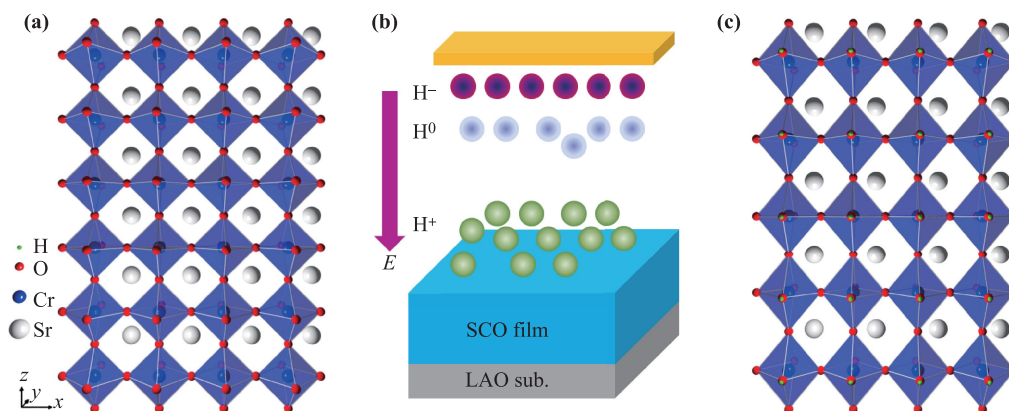 (a)
H
O
Cr
Sr
z
y
x
(b)
H⁻
H⁰
H⁺
E
SCO film
LAO sub.
(c)